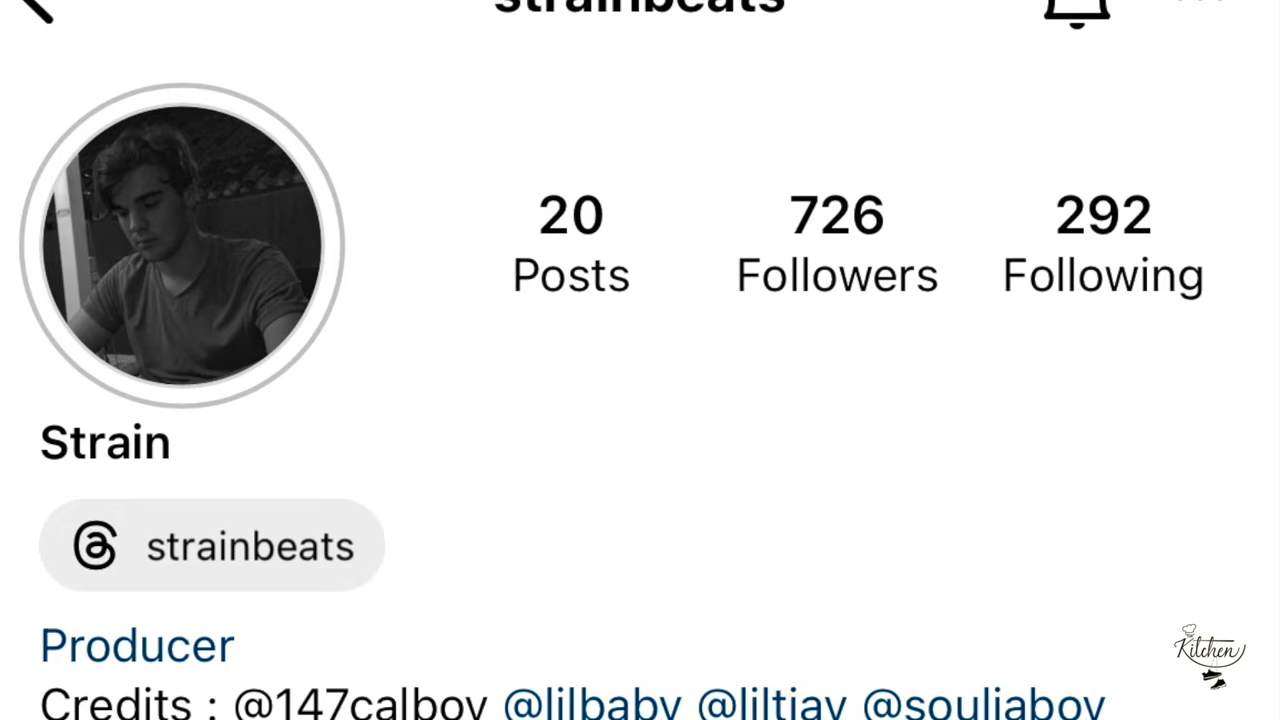 strainbeats
20 726 292
Posts Followers Following
Strain
strainbeats
Producer
Credits : @147calboy @lilbaby @liltjay @souljaboy
Kitchen